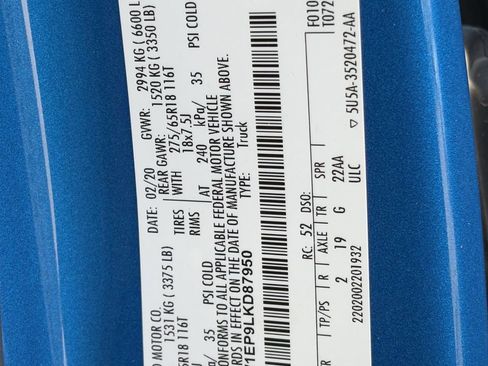 D MOTOR CO. DATE: 02/20 GVWR: 2994 KG ( 6600 L
REAR GAWR: 1520 KG ( 3350 LB)
1531 KG ( 3375 LB) WITH 275/65R18 116T
5R18 116T TIRES 18x7.5J
RIMS
kPa/ 35 PSI COLD AT 240 kPa/ 35 PSI COLD
ONFORMS TO ALL APPLICABLE FEDERAL MOTOR VEHICLE
RDS IN EFFECT ON THE DATE OF MANUFACTURE SHOWN ABOVE.
1EP9LKD87950 TYPE: Truck
F010
T072
RC: 52 DSO:
TP/PS R AXLE TR SPR
2 19 G 22AA
2202002201932 ULC
▽ 5U5A-3520472-AA